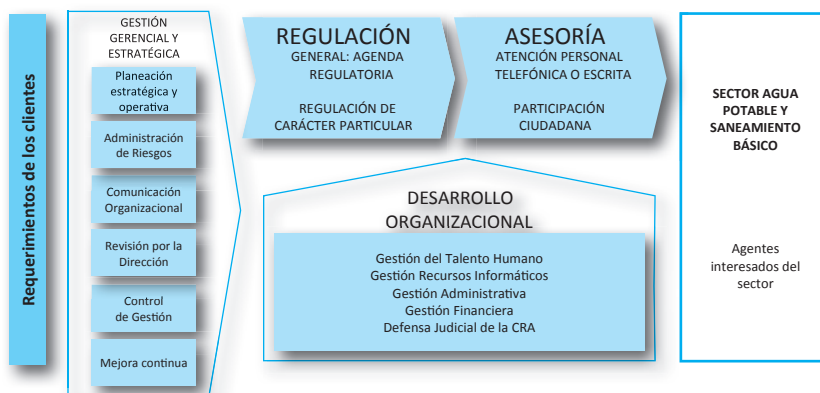 Requerimientos de los clientes
GESTIÓN
GERENCIAL Y
ESTRATÉGICA
Planeación
estratégica y
operativa
Administración
de Riesgos
Comunicación
Organizacional
Revisión por la
Dirección
Control
de Gestión
Mejora continua
REGULACIÓN
GENERAL: AGENDA
REGULATORIA
REGULACIÓN DE
CARÁCTER PARTICULAR
ASESORÍA
ATENCIÓN PERSONAL
TELEFÓNICA O ESCRITA
PARTICIPACIÓN
CIUDADANA
DESARROLLO
ORGANIZACIONAL
Gestión del Talento Humano
Gestión Recursos Informáticos
Gestión Administrativa
Gestión Financiera
Defensa Judicial de la CRA
SECTOR AGUA
POTABLE Y
SANEAMIENTO
BÁSICO
Agentes
interesados del
sector